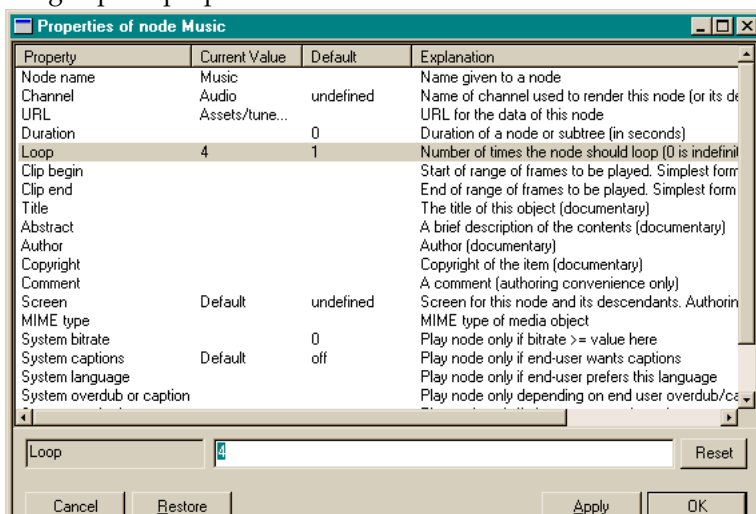 Properties of node Music
Property Current Value Default Explanation
Node name Music Name given to a node
Channel Audio undefined Name of channel used to render this node (or its de
URL Assets/tune... URL for the data of this node
Duration 0 Duration of a node or subtree (in seconds)
Loop 4 1 Number of times the node should loop (0 is indefinit
Clip begin Start of range of frames to be played. Simplest form
Clip end End of range of frames to be played. Simplest form
Title The title of this object (documentary)
Abstract A brief description of the contents (documentary)
Author Author (documentary)
Copyright Copyright of the item (documentary)
Comment A comment (authoring convenience only)
Screen Default undefined Screen for this node and its descendants. Authorin
MIME type MIME type of media object
System bitrate 0 Play node only if bitrate >= value here
System captions Default off Play node only if end-user wants captions
System language Play node only if end-user prefers this language
System overdub or caption Play node only depending on end user overdub/ca
Loop 4 Reset
Cancel Restore Apply OK